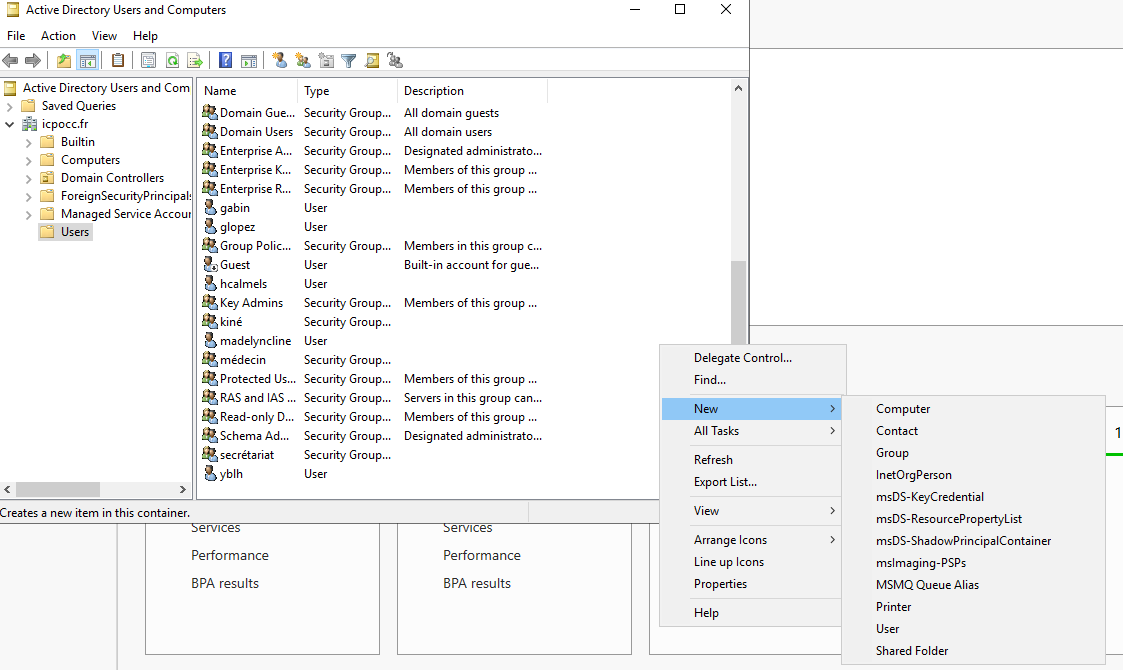 Active Directory Users and Computers
File Action View Help
Active Directory Users and Com
Saved Queries
icpocc.fr
Builtin
Computers
Domain Controllers
ForeignSecurityPrincipals
Managed Service Accour
Users
Name Type Description
Domain Gue... Security Group... All domain guests
Domain Users Security Group... All domain users
Enterprise A... Security Group... Designated administrato...
Enterprise K... Security Group... Members of this group ...
Enterprise R... Security Group... Members of this group ...
gabin User
glopez User
Group Polic... Security Group... Members in this group c...
Guest User Built-in account for gue...
hcalmels User
Key Admins Security Group... Members of this group ...
kiné Security Group...
madelyncline User
médecin Security Group...
Protected Us... Security Group... Members of this group ...
RAS and IAS ... Security Group... Servers in this group can...
Read-only D... Security Group... Members of this group ...
Schema Ad... Security Group... Designated administrato...
secrétariat Security Group...
yblh User
Creates a new item in this container.
Delegate Control...
Find...
New
All Tasks
Refresh
Export List...
View
Arrange Icons
Line up Icons
Properties
Help
Computer
Contact
Group
InetOrgPerson
msDS-KeyCredential
msDS-ResourcePropertyList
msDS-ShadowPrincipalContainer
msImaging-PSPs
MSMQ Queue Alias
Printer
User
Shared Folder
1
Services
Performance
BPA results
Services
Performance
BPA results